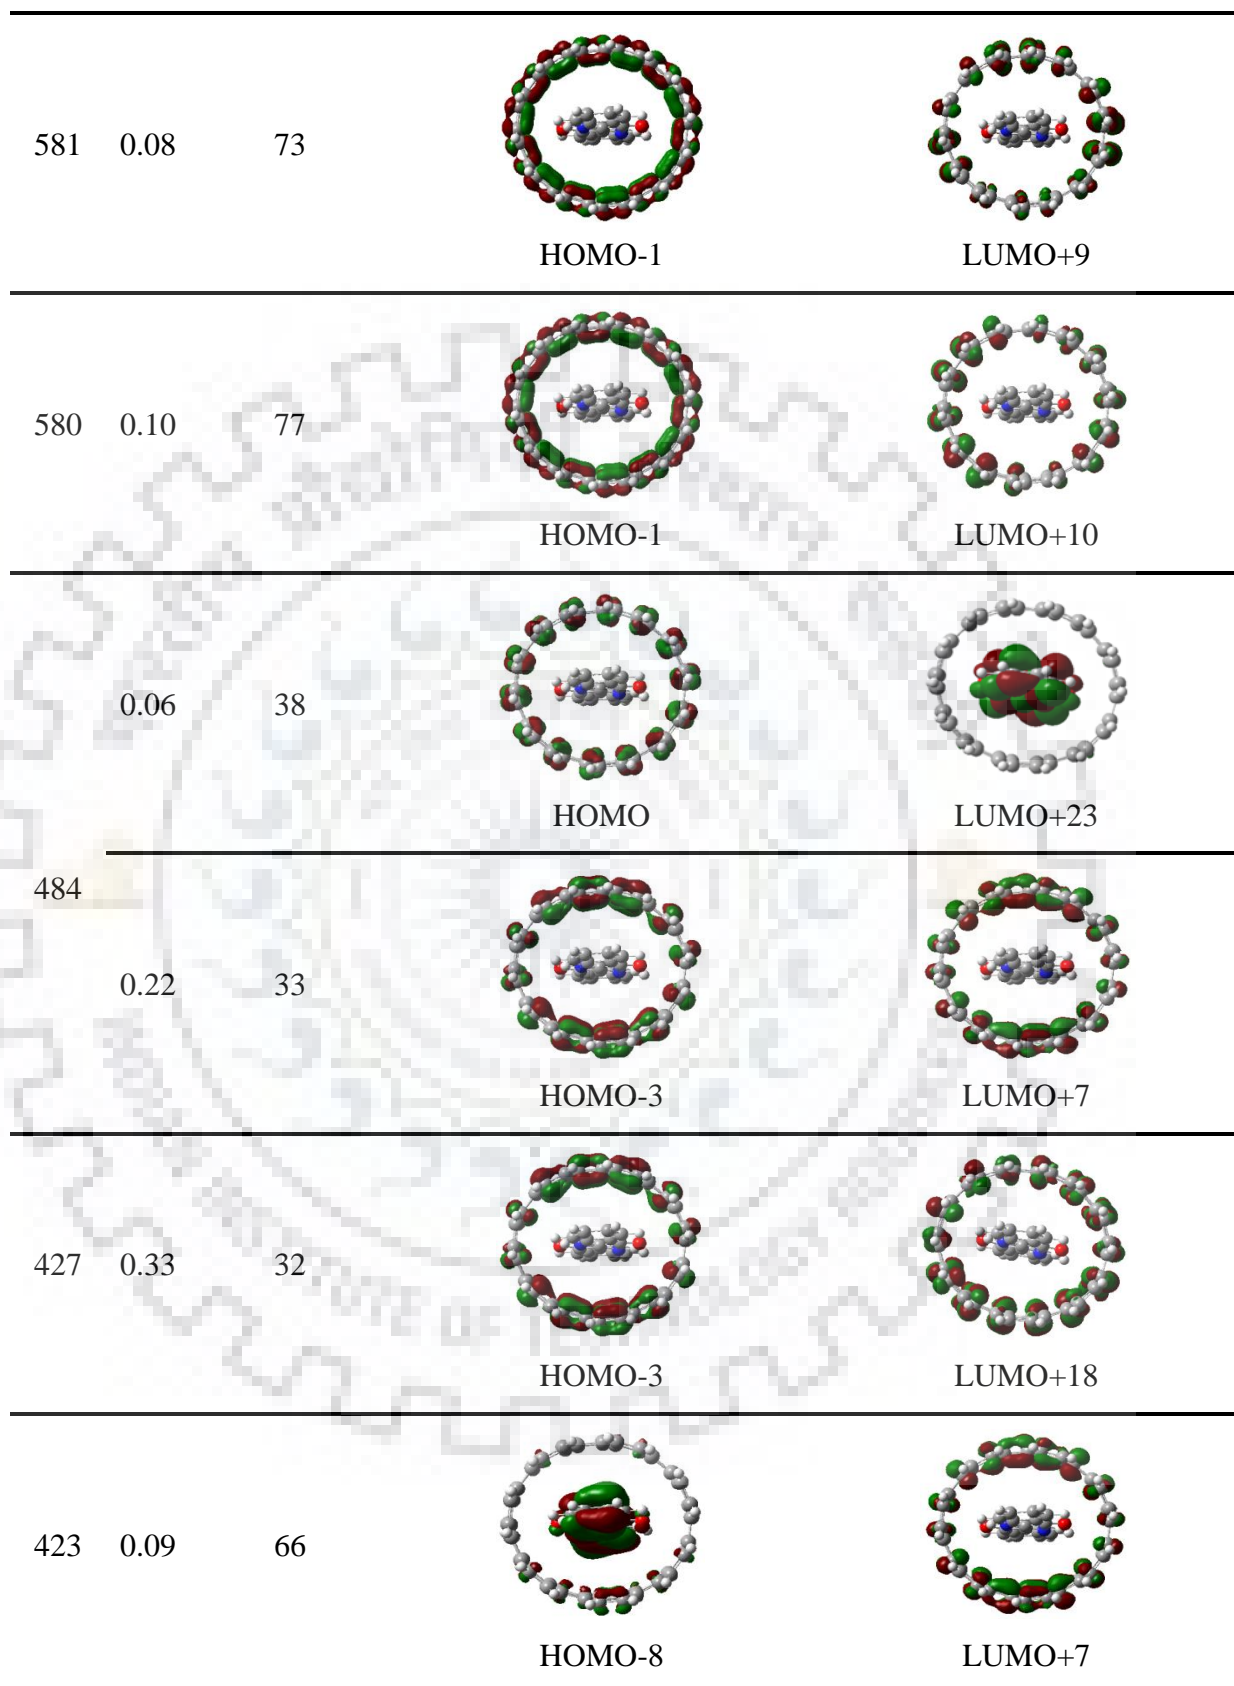 581 0.08 73
HOMO-1 LUMO+9
580 0.10 77
HOMO-1 LUMO+10
0.06 38
HOMO LUMO+23
484
0.22 33
HOMO-3 LUMO+7
427 0.33 32
HOMO-3 LUMO+18
423 0.09 66
HOMO-8 LUMO+7